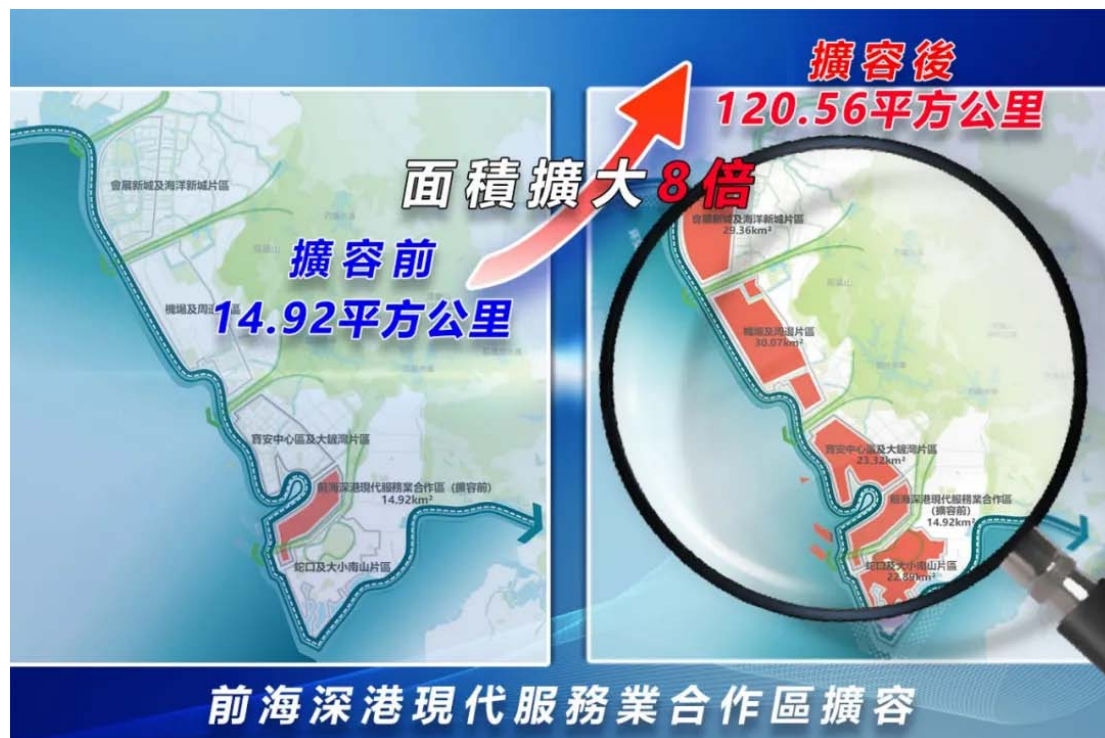 擴容後
120.56平方公里
面積擴大8倍
擴容前
14.92平方公里
會展新城及海洋新城片區
機場及周邊片區
寶安中心區及大鏟灣片區
前海深港現代服務業合作區（擴容前）
14.92km²
蛇口及大小南山片區
會展新城及海洋新城片區
29.36km²
機場及周邊片區
30.07km²
寶安中心區及大鏟灣片區
23.32km²
前海深港現代服務業合作區
（擴容前）
14.92km²
蛇口及大小南山片區
22.89km²
前海深港現代服務業合作區擴容